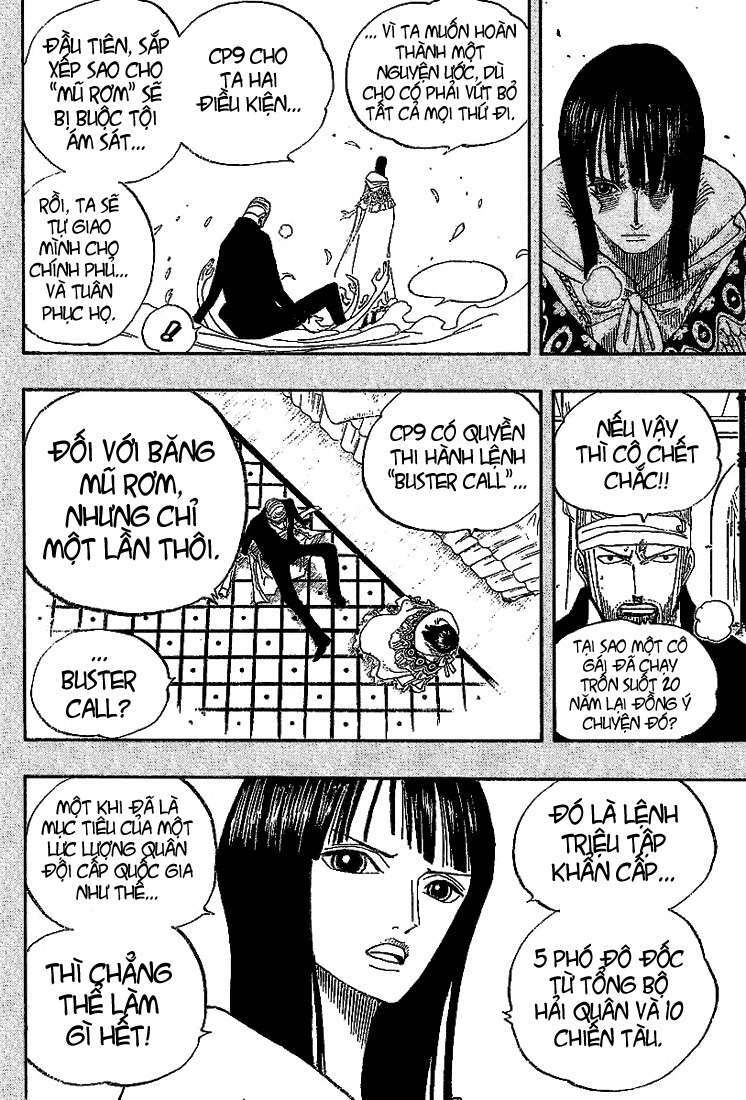 ... VÌ TA MUỐN HOÀN
THÀNH MỘT
NGUYỆN ƯỚC, DÙ
CHO CÓ PHẢI VỨT BỎ
TẤT CẢ MỌI THỨ ĐI.
CP9 CHO
TA HAI
ĐIỀU KIỆN...
ĐẦU TIÊN, SẮP
XẾP SAO CHO
"MŨ RƠM" SẼ
BỊ BUỘC TỘI
ÁM SÁT...
RỒI, TA SẼ
TỰ GIAO
MÌNH CHO
CHÍNH PHỦ...
VÀ TUÂN
PHỤC HỌ.
!
NẾU VẬY
THÌ CÔ CHẾT
CHẮC!!
TẠI SAO MỘT CÔ
GÁI ĐÃ CHẠY
TRỐN SUỐT 20
NĂM LẠI ĐỒNG Ý
CHUYỆN ĐÓ?
CP9 CÓ QUYỀN
THI HÀNH LỆNH
"BUSTER CALL"...
ĐỐI VỚI BĂNG
MŨ RƠM,
NHƯNG CHỈ
MỘT LẦN THÔI.
...
BUSTER
CALL?
ĐÓ LÀ LỆNH
TRIỆU TẬP
KHẨN CẤP...
5 PHÓ ĐÔ ĐỐC
TỪ TỔNG BỘ
HẢI QUÂN VÀ 10
CHIẾN TÀU.
MỘT KHI ĐÃ LÀ
MỤC TIÊU CỦA MỘT
LỰC LƯỢNG QUÂN
ĐỘI CẤP QUỐC GIA
NHƯ THẾ...
THÌ CHẲNG
THỂ LÀM
GÌ HẾT!